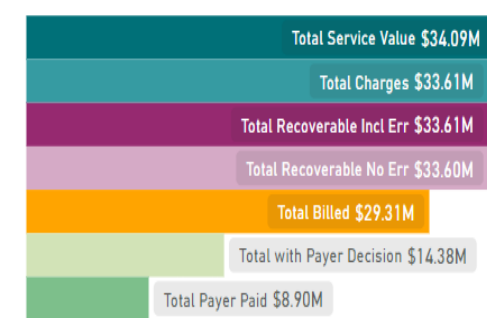 Total Service Value $34.09M
Total Charges $33.61M
Total Recoverable Incl Err $33.61M
Total Recoverable No Err $33.60M
Total Billed $29.31M
Total with Payer Decision $14.38M
Total Payer Paid $8.90M